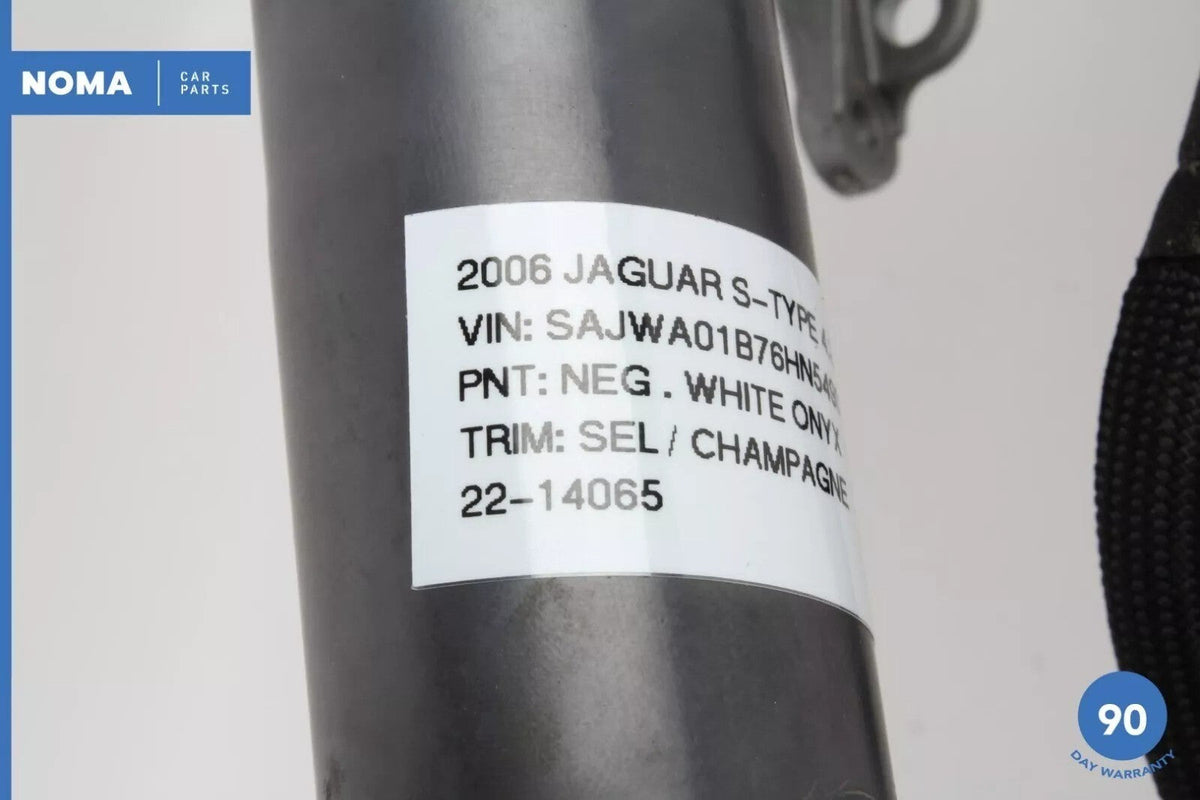 NOMA
CAR
PARTS
2006 JAGUAR S-TYPE
VIN:
PNT: NEG . WHITE ONYX
TRIM: SEL / CHAMPAGNE
22-14065
90
DAY WARRANTY